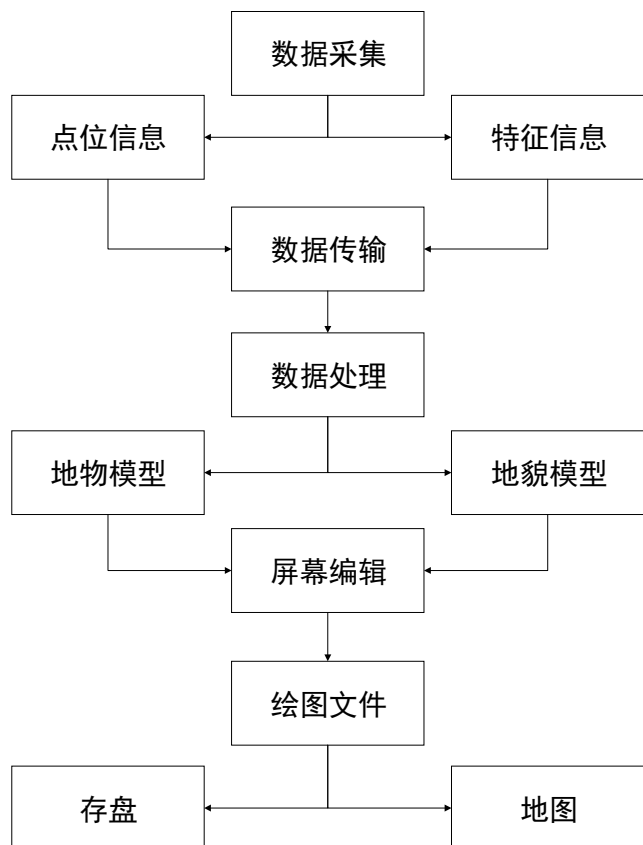 数据采集
点位信息
特征信息
数据传输
数据处理
地物模型
地貌模型
屏幕编辑
绘图文件
存盘
地图